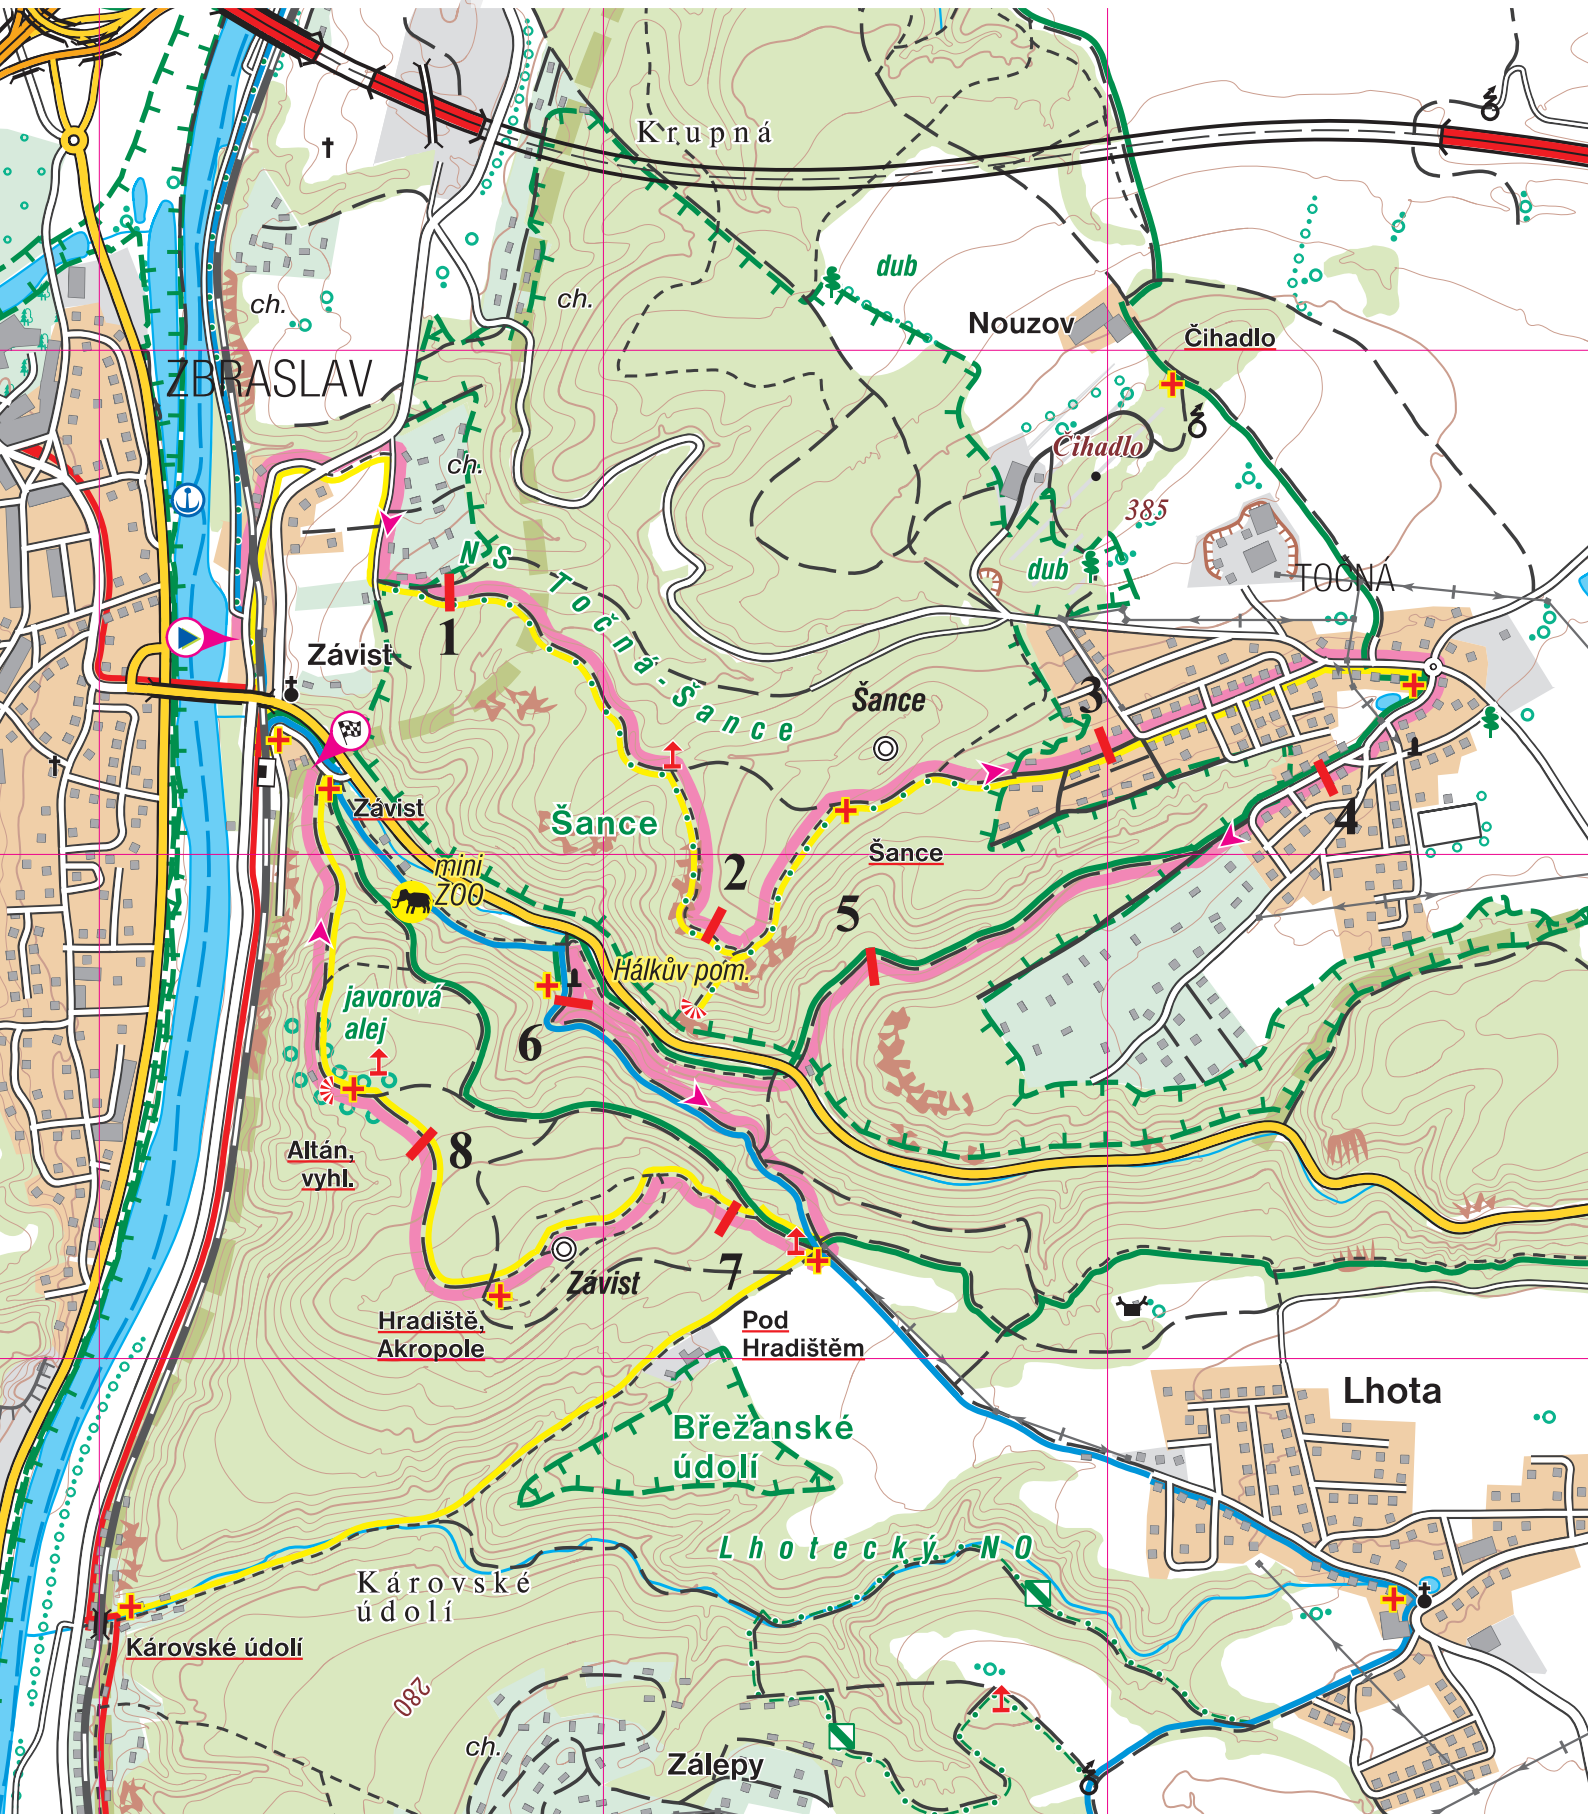 Krupná
dub
ch.
ch.
Nouzov
Čihadlo
ZBRASLAV
Čihadlo
ch.
385
NS Točná-Šance
dub
TOČNÁ
1
Závist
Šance
3
Závist
Šance
4
Šance
mini
ZOO
2
5
Hálkův pom.
javorová
alej
6
Altán,
vyhl.
8
7
Závist
Hradiště,
Akropole
Pod
Hradištěm
Lhota
Břežanské
údolí
Lhotecký NO
Károvské
údolí
Károvské údolí
280
ch.
Zálepy